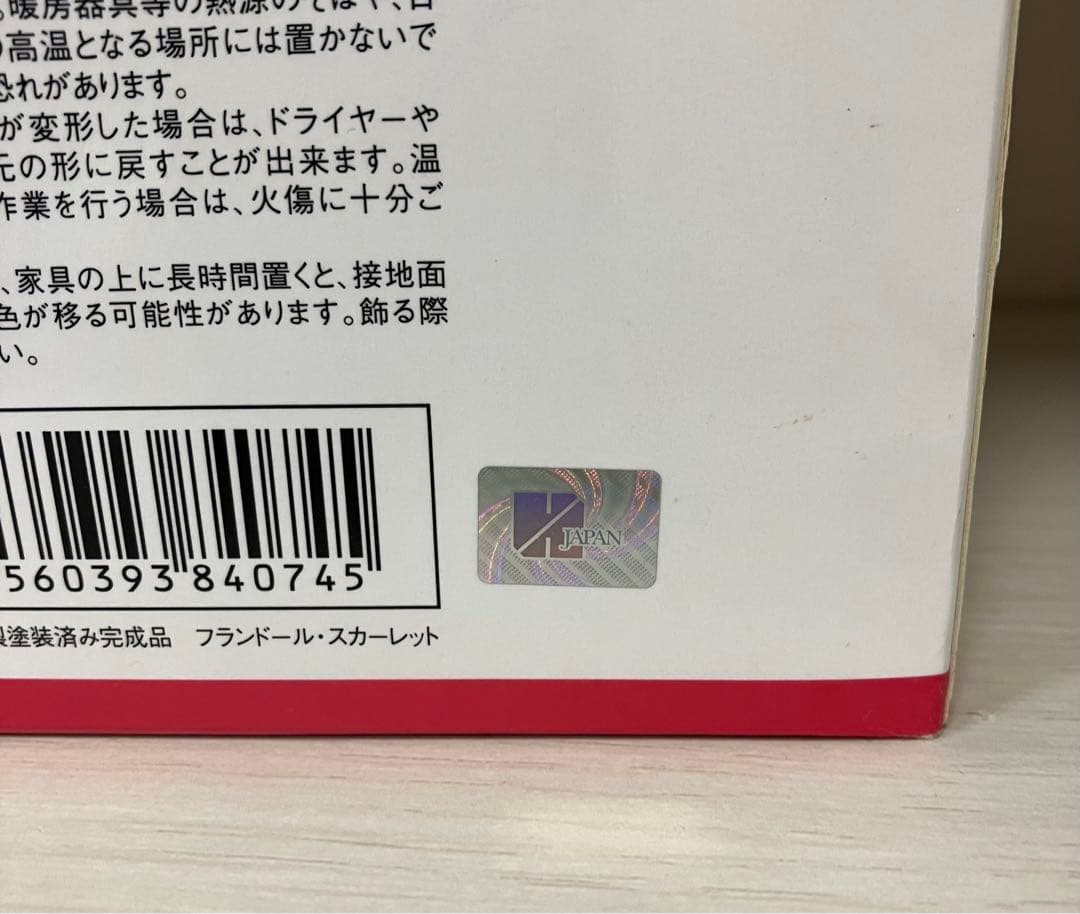 暖房器具等の熱源のそばや、
高温となる場所には置かないで
恐れがあります。
が変形した場合は、ドライヤーや
元の形に戻すことが出来ます。温
作業を行う場合は、火傷に十分ご
、家具の上に長時間置くと、接地面
色が移る可能性があります。飾る際
い。
560393 840745
JAPAN
塗装済み完成品 フランドール・スカーレット